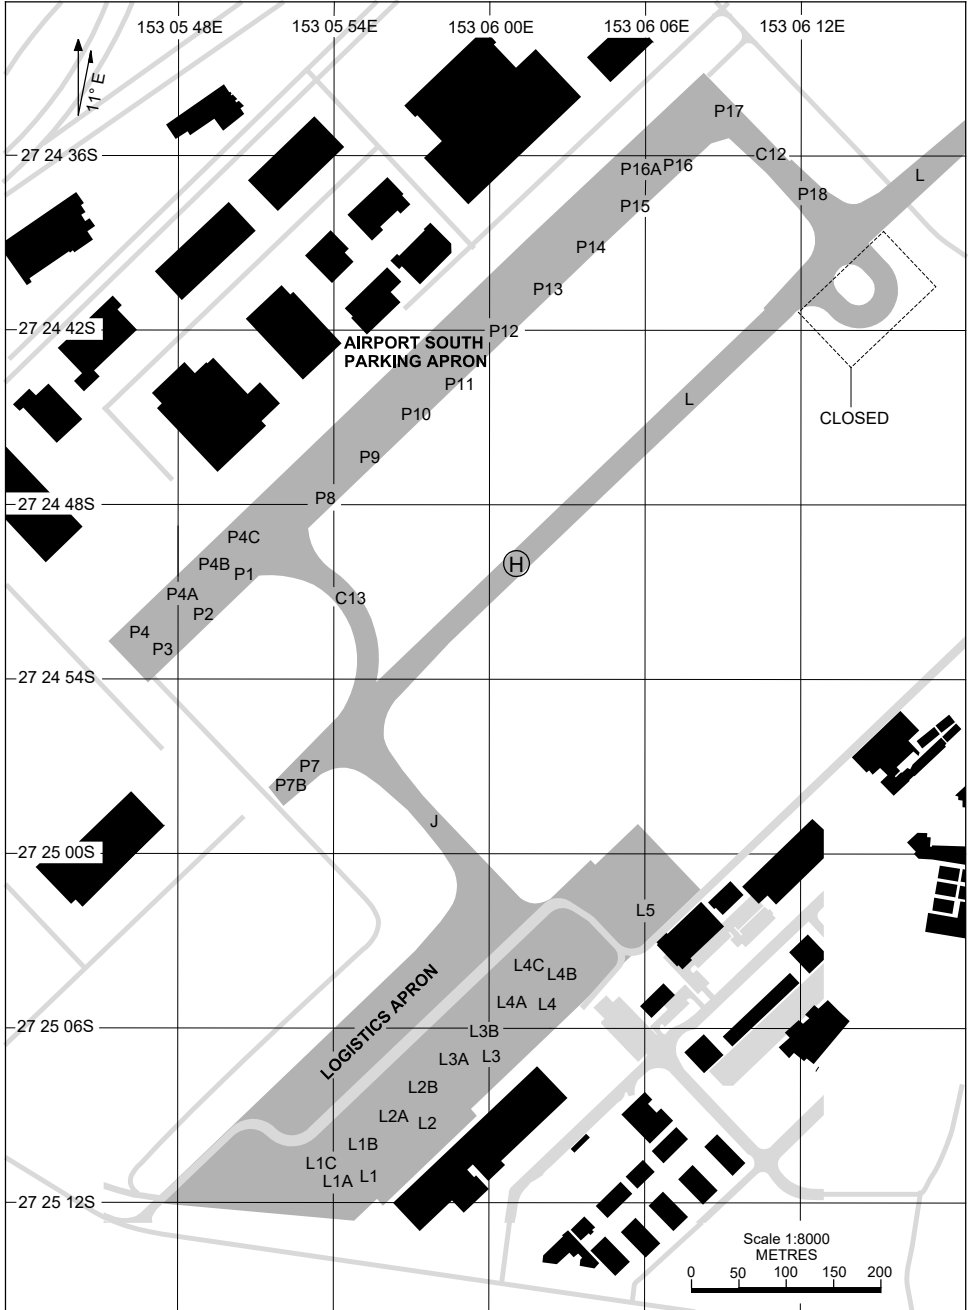 153 05 48E
153 05 54E
153 06 00E
153 06 06E
153 06 12E
11° E
P17
27 24 36S
C12
P16A
P16
L
P18
P15
P14
P13
27 24 42S
P12
AIRPORT SOUTH
PARKING APRON
P11
L
P10
CLOSED
P9
P8
27 24 48S
P4C
H
P4B
P1
P4A
C13
P2
P4
P3
27 24 54S
P7
P7B
J
27 25 00S
L5
L4C
L4B
LOGISTICS APRON
L4A
L4
27 25 06S
L3B
L3A
L3
L2B
L2A
L2
L1B
L1C
L1A
L1
27 25 12S
Scale 1:8000
METRES
0 50 100 150 200